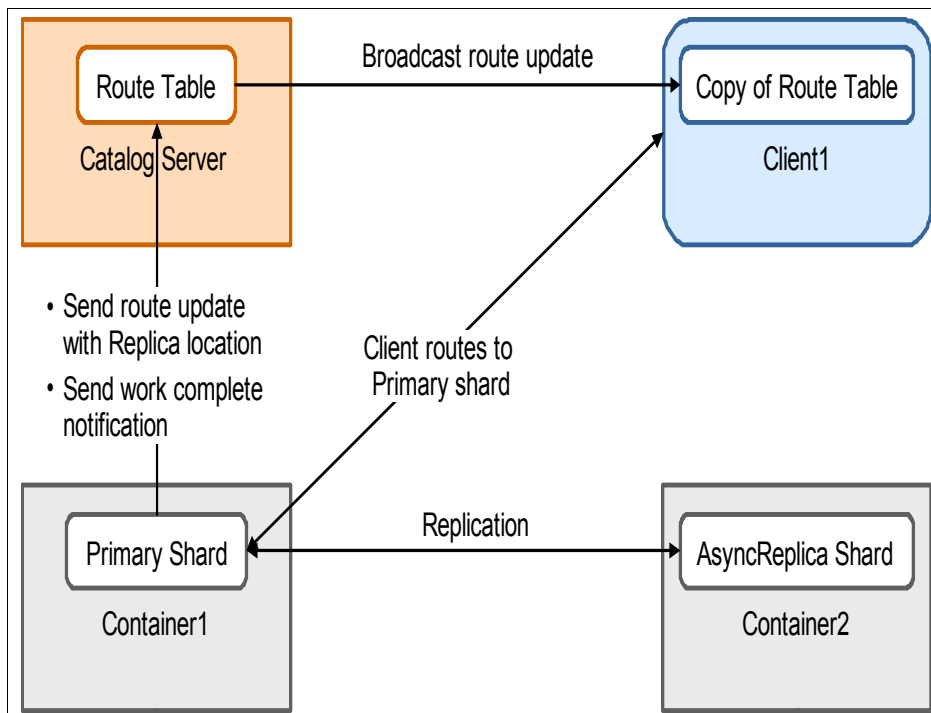 Route Table
Catalog Server
Broadcast route update
Copy of Route Table
Client1
• Send route update
with Replica location
• Send work complete
notification
Client routes to
Primary shard
Primary Shard
Container1
Replication
AsyncReplica Shard
Container2